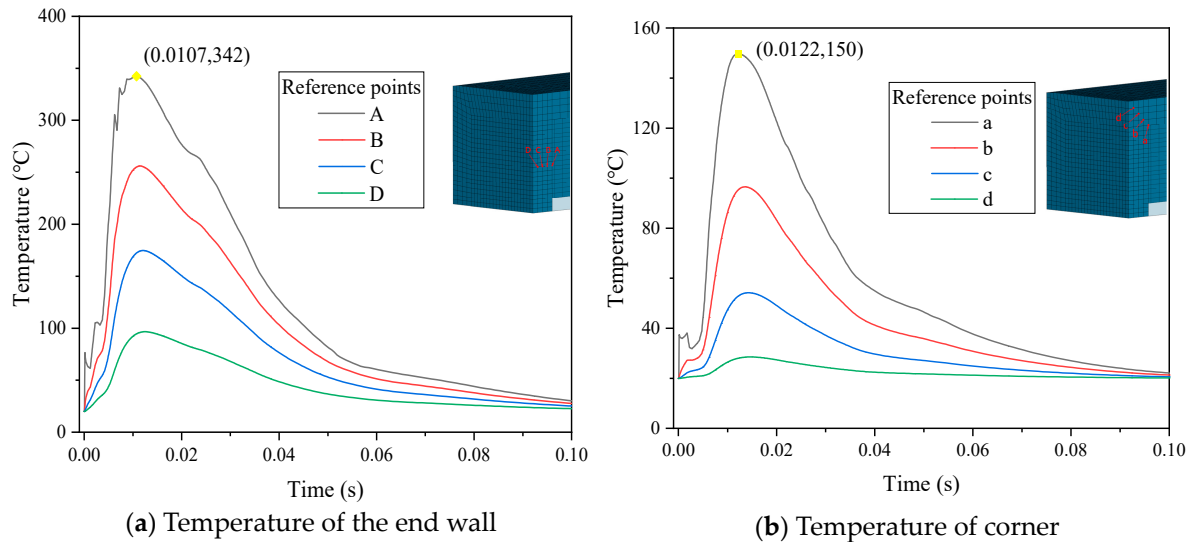 (0.0107,342)
Reference points
A
B
C
D
400
300
200
100
0
Temperature (℃)
0.00 0.02 0.04 0.06 0.08 0.10
Time (s)
(a) Temperature of the end wall
(0.0122,150)
Reference points
a
b
c
d
d
160
120
80
40
0
Temperature (℃)
0.00 0.02 0.04 0.06 0.08 0.10
Time (s)
(b) Temperature of corner